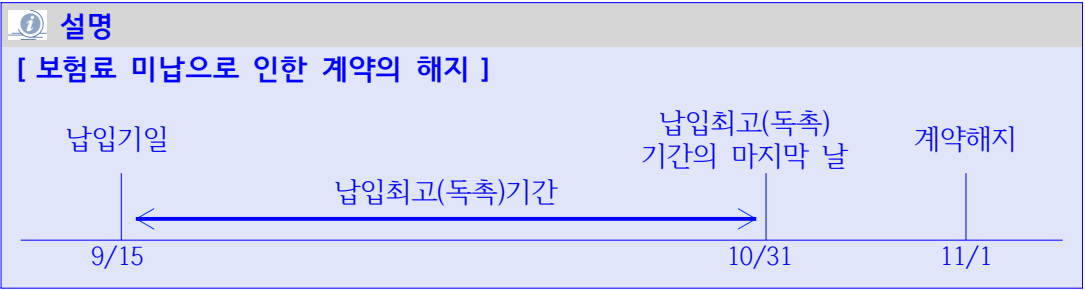 설명
[ 보험료 미납으로 인한 계약의 해지 ]
납입기일
납입최고(독촉)
기간의 마지막 날
계약해지
납입최고(독촉)기간
9/15
10/31
11/1